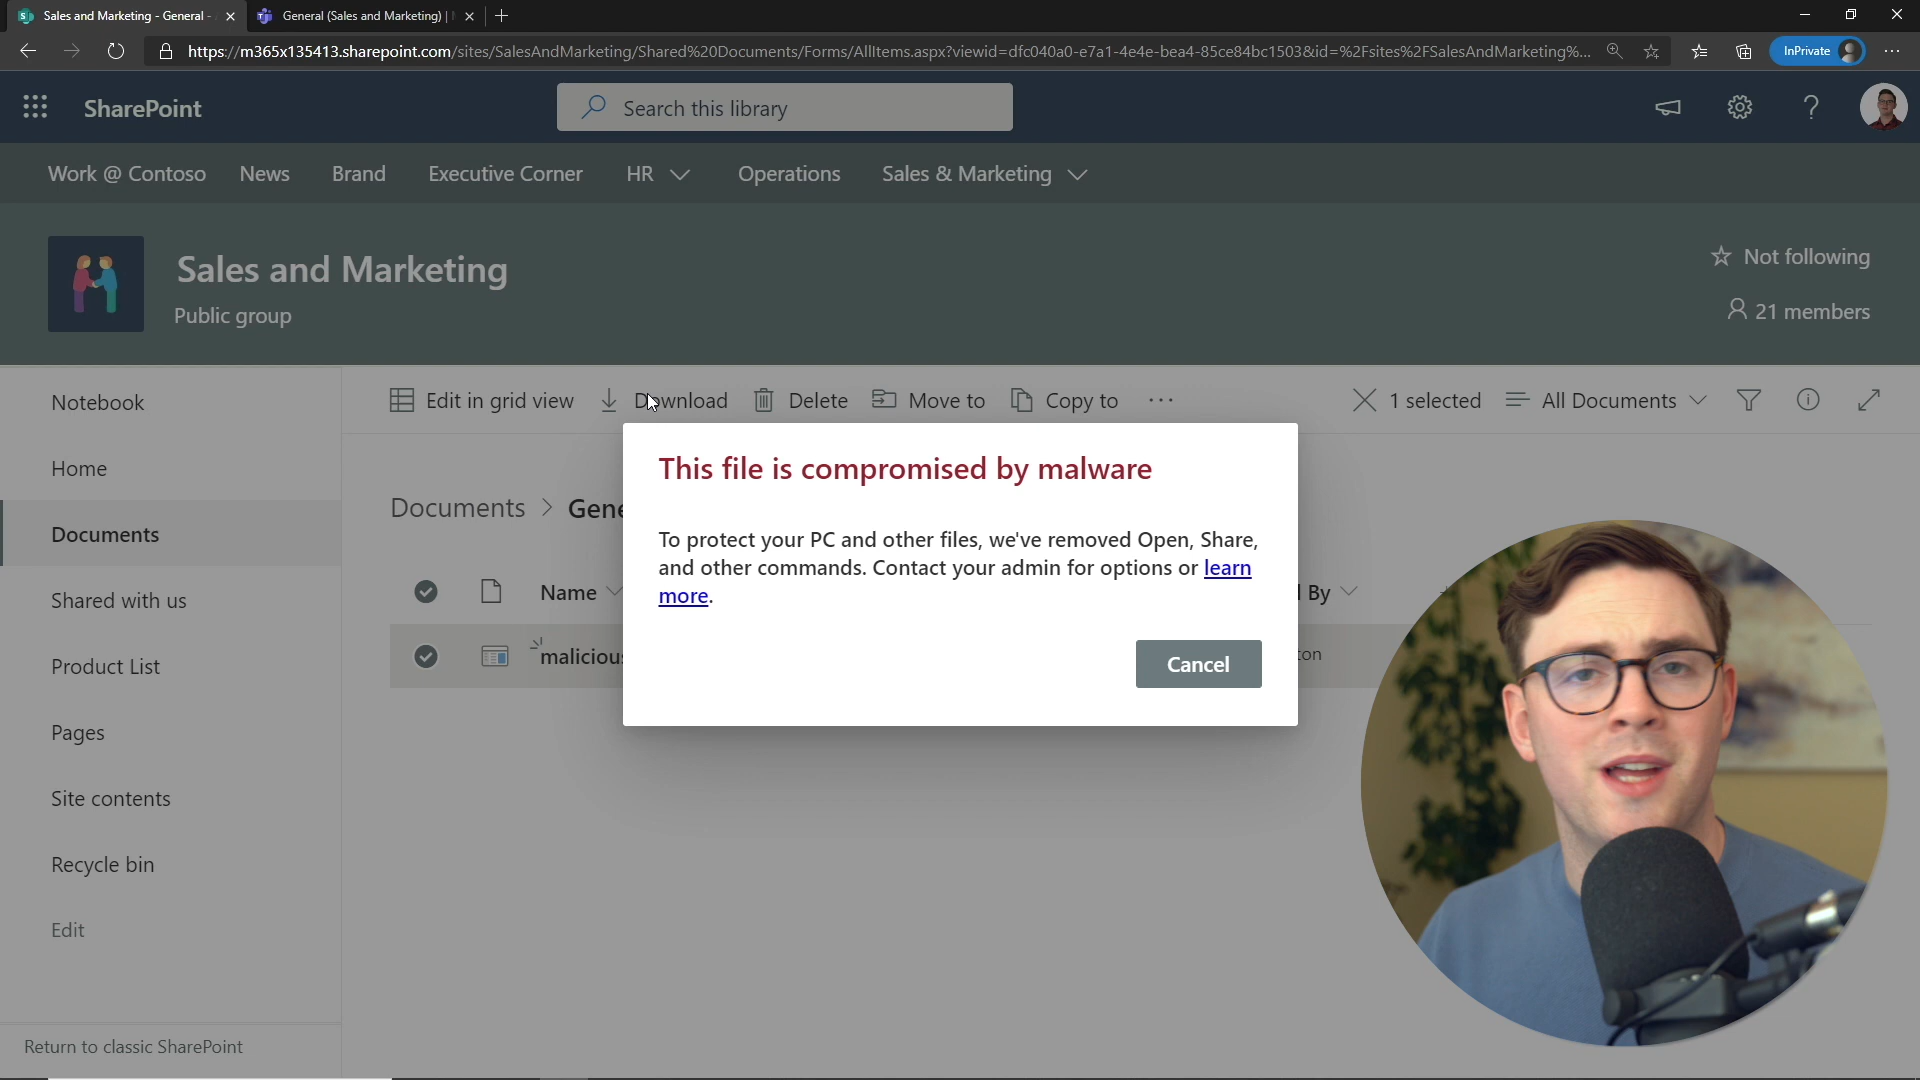 Sales and Marketing - General -
General (Sales and Marketing) |
https://m365x135413.sharepoint.com/sites/SalesAndMarketing/Shared%20Documents/Forms/AllItems.aspx?viewid=dfc040a0-e7a1-4e4e-bea4-85ce84bc1503&id=%2Fsites%2FSalesAndMarketing%...
InPrivate
SharePoint
Search this library
Work @ Contoso
News
Brand
Executive Corner
HR
Operations
Sales & Marketing
Sales and Marketing
Public group
Not following
21 members
Notebook
Home
Documents
Shared with us
Product List
Pages
Site contents
Recycle bin
Edit
Return to classic SharePoint
Edit in grid view
Download
Delete
Move to
Copy to
1 selected
All Documents
Documents > Gene
Name
By
malicious
ton
This file is compromised by malware
To protect your PC and other files, we've removed Open, Share,
and other commands. Contact your admin for options or learn
more.
Cancel